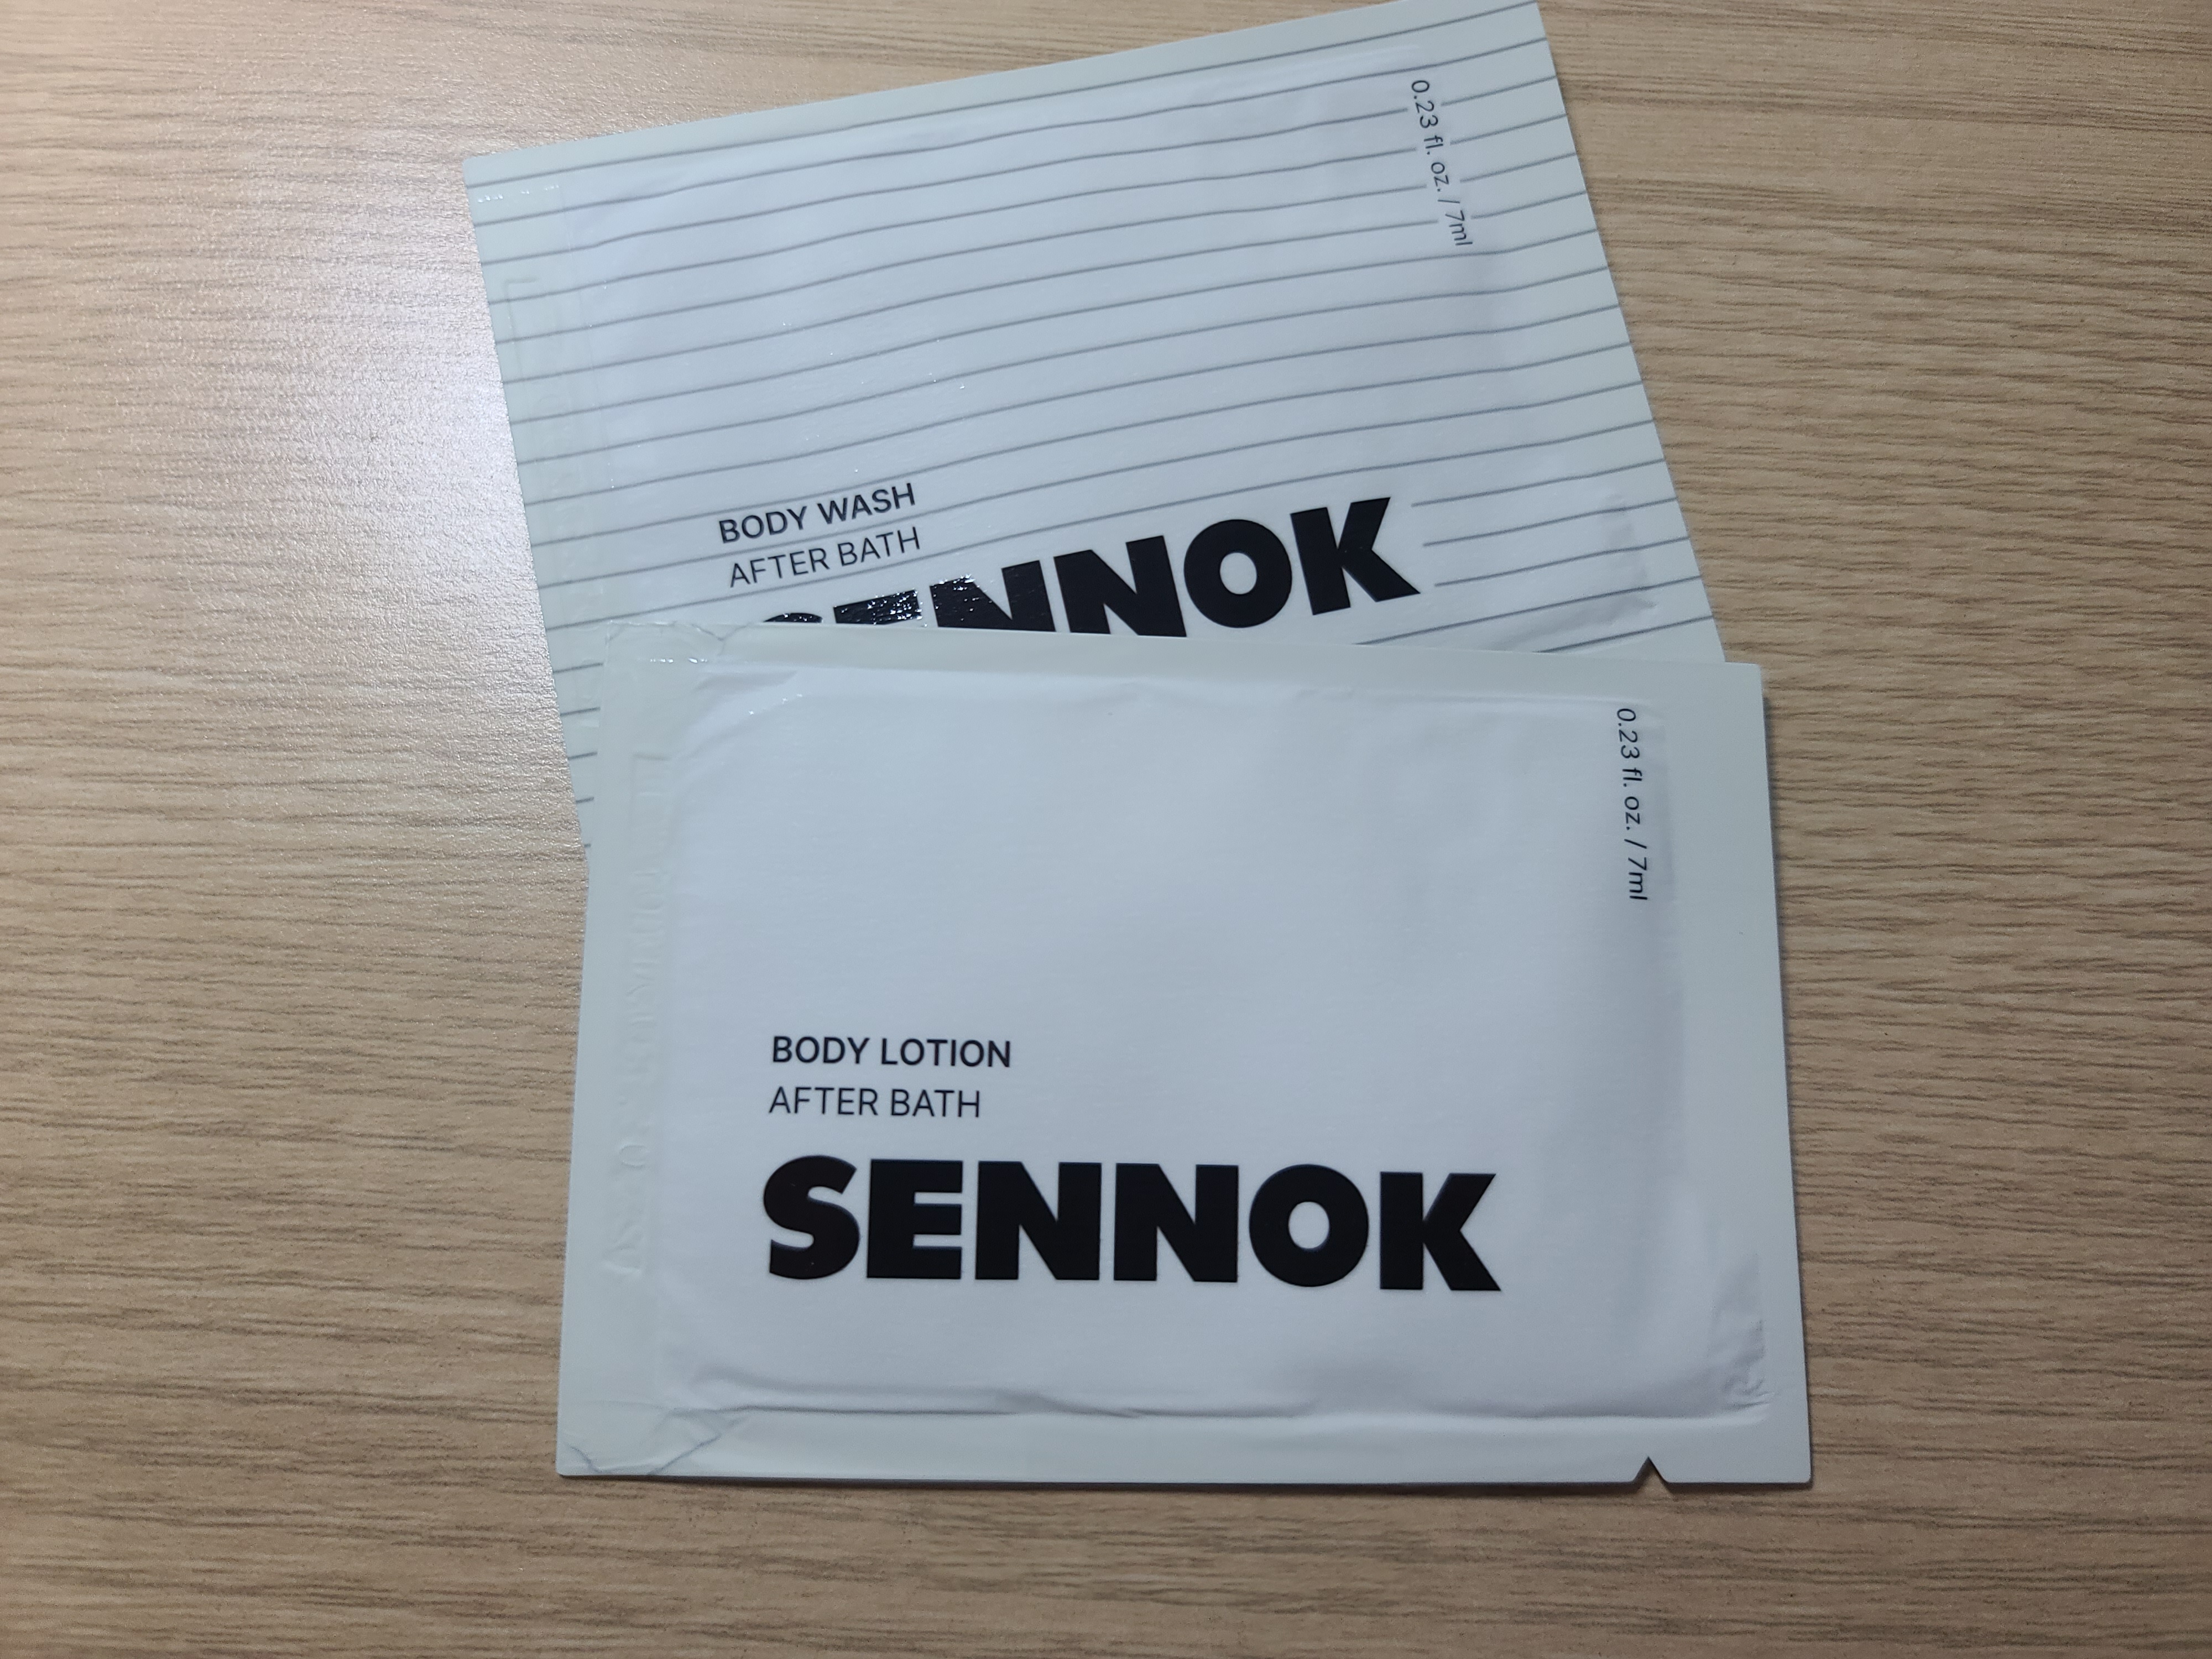 0.23 fl. oz. / 7ml
BODY WASH
AFTER BATH
SENNOK
0.23 fl. oz. / 7ml
BODY LOTION
AFTER BATH
SENNOK